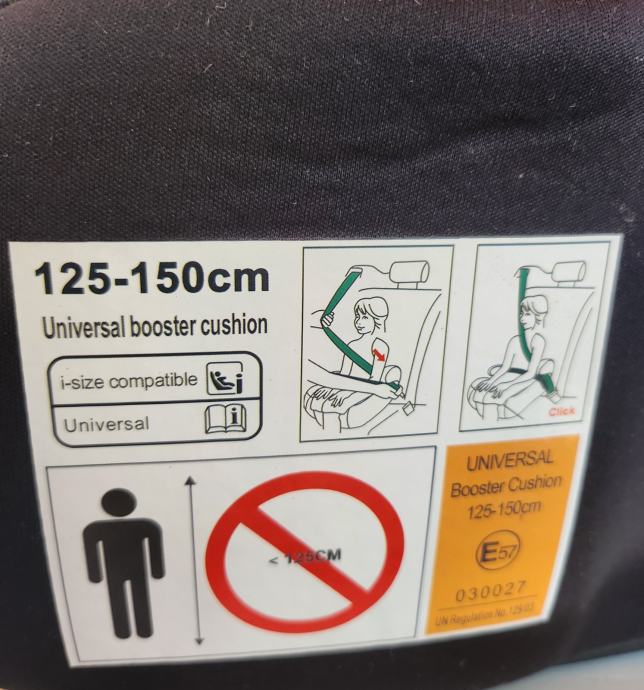 125-150cm
Universal booster cushion
i-size compatible
Universal
Click
< 125CM
UNIVERSAL
Booster Cushion
125-150cm
E57
030027
UN Regulation No.129/03